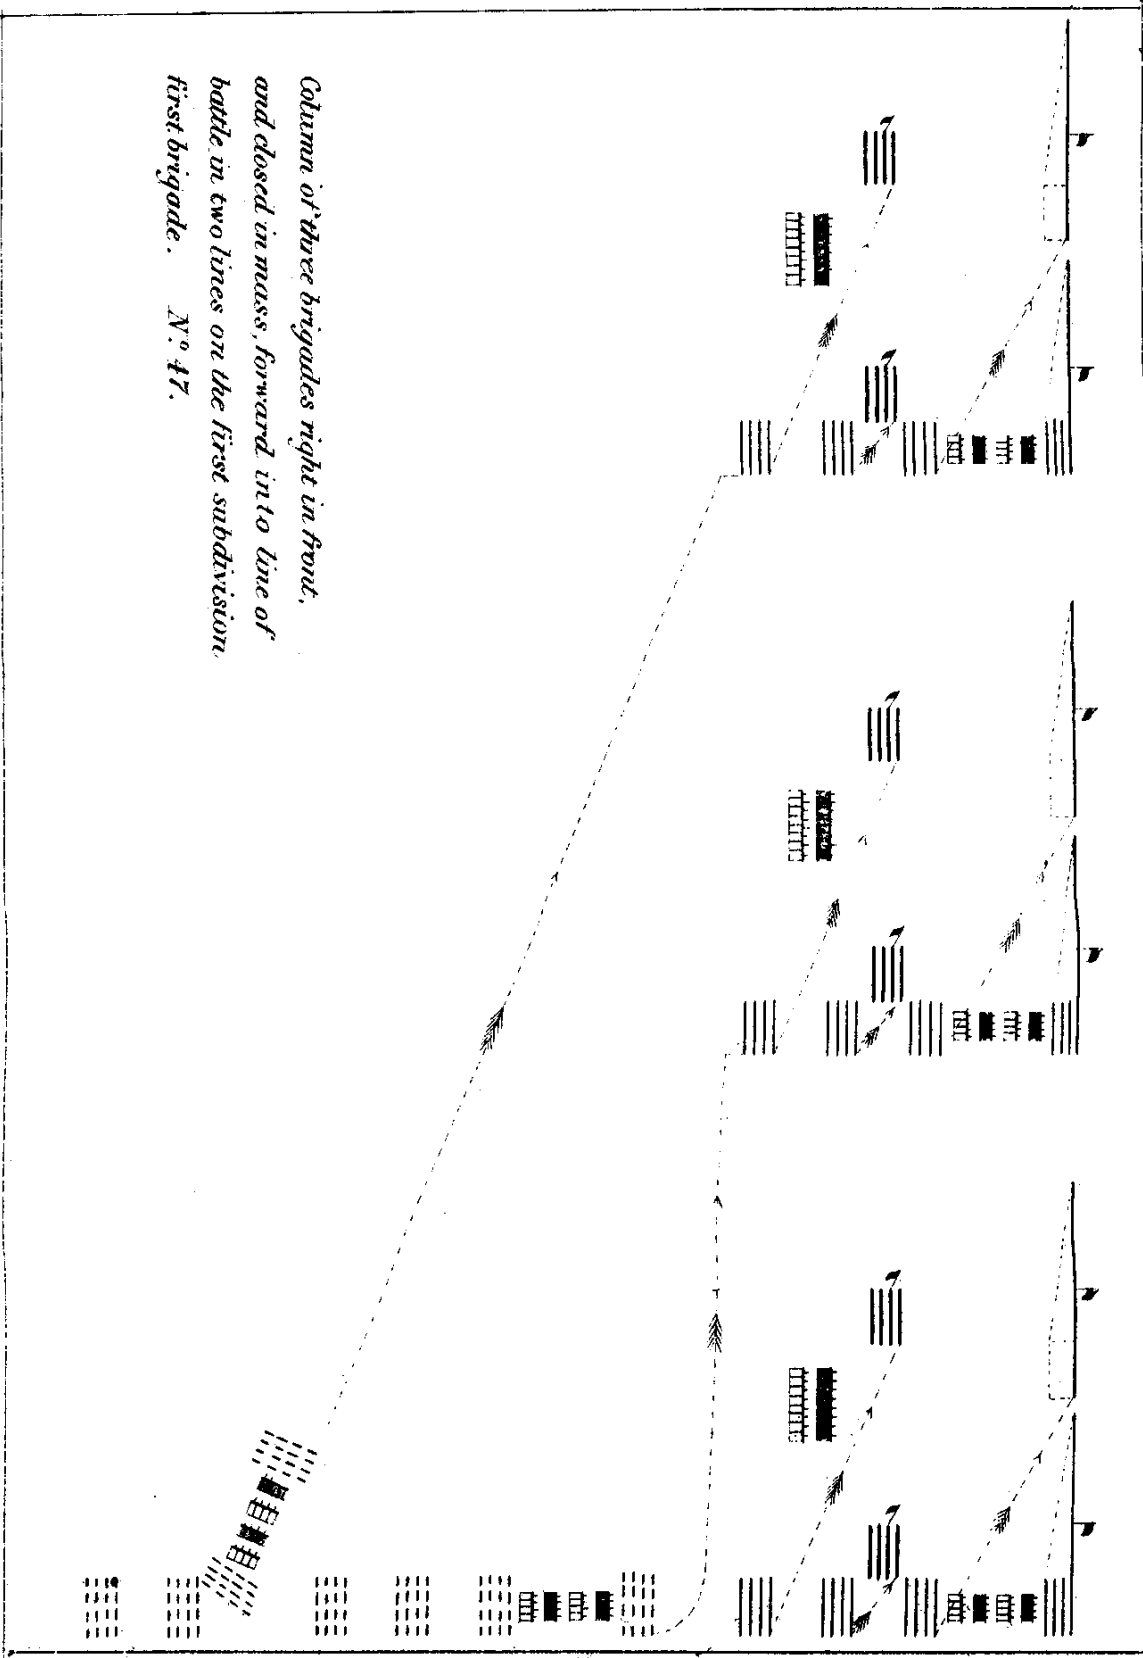 Column of three brigades right in front,
and closed in mass, forward into line of
battle in two lines on the first subdivision
first brigade. N.º 47.